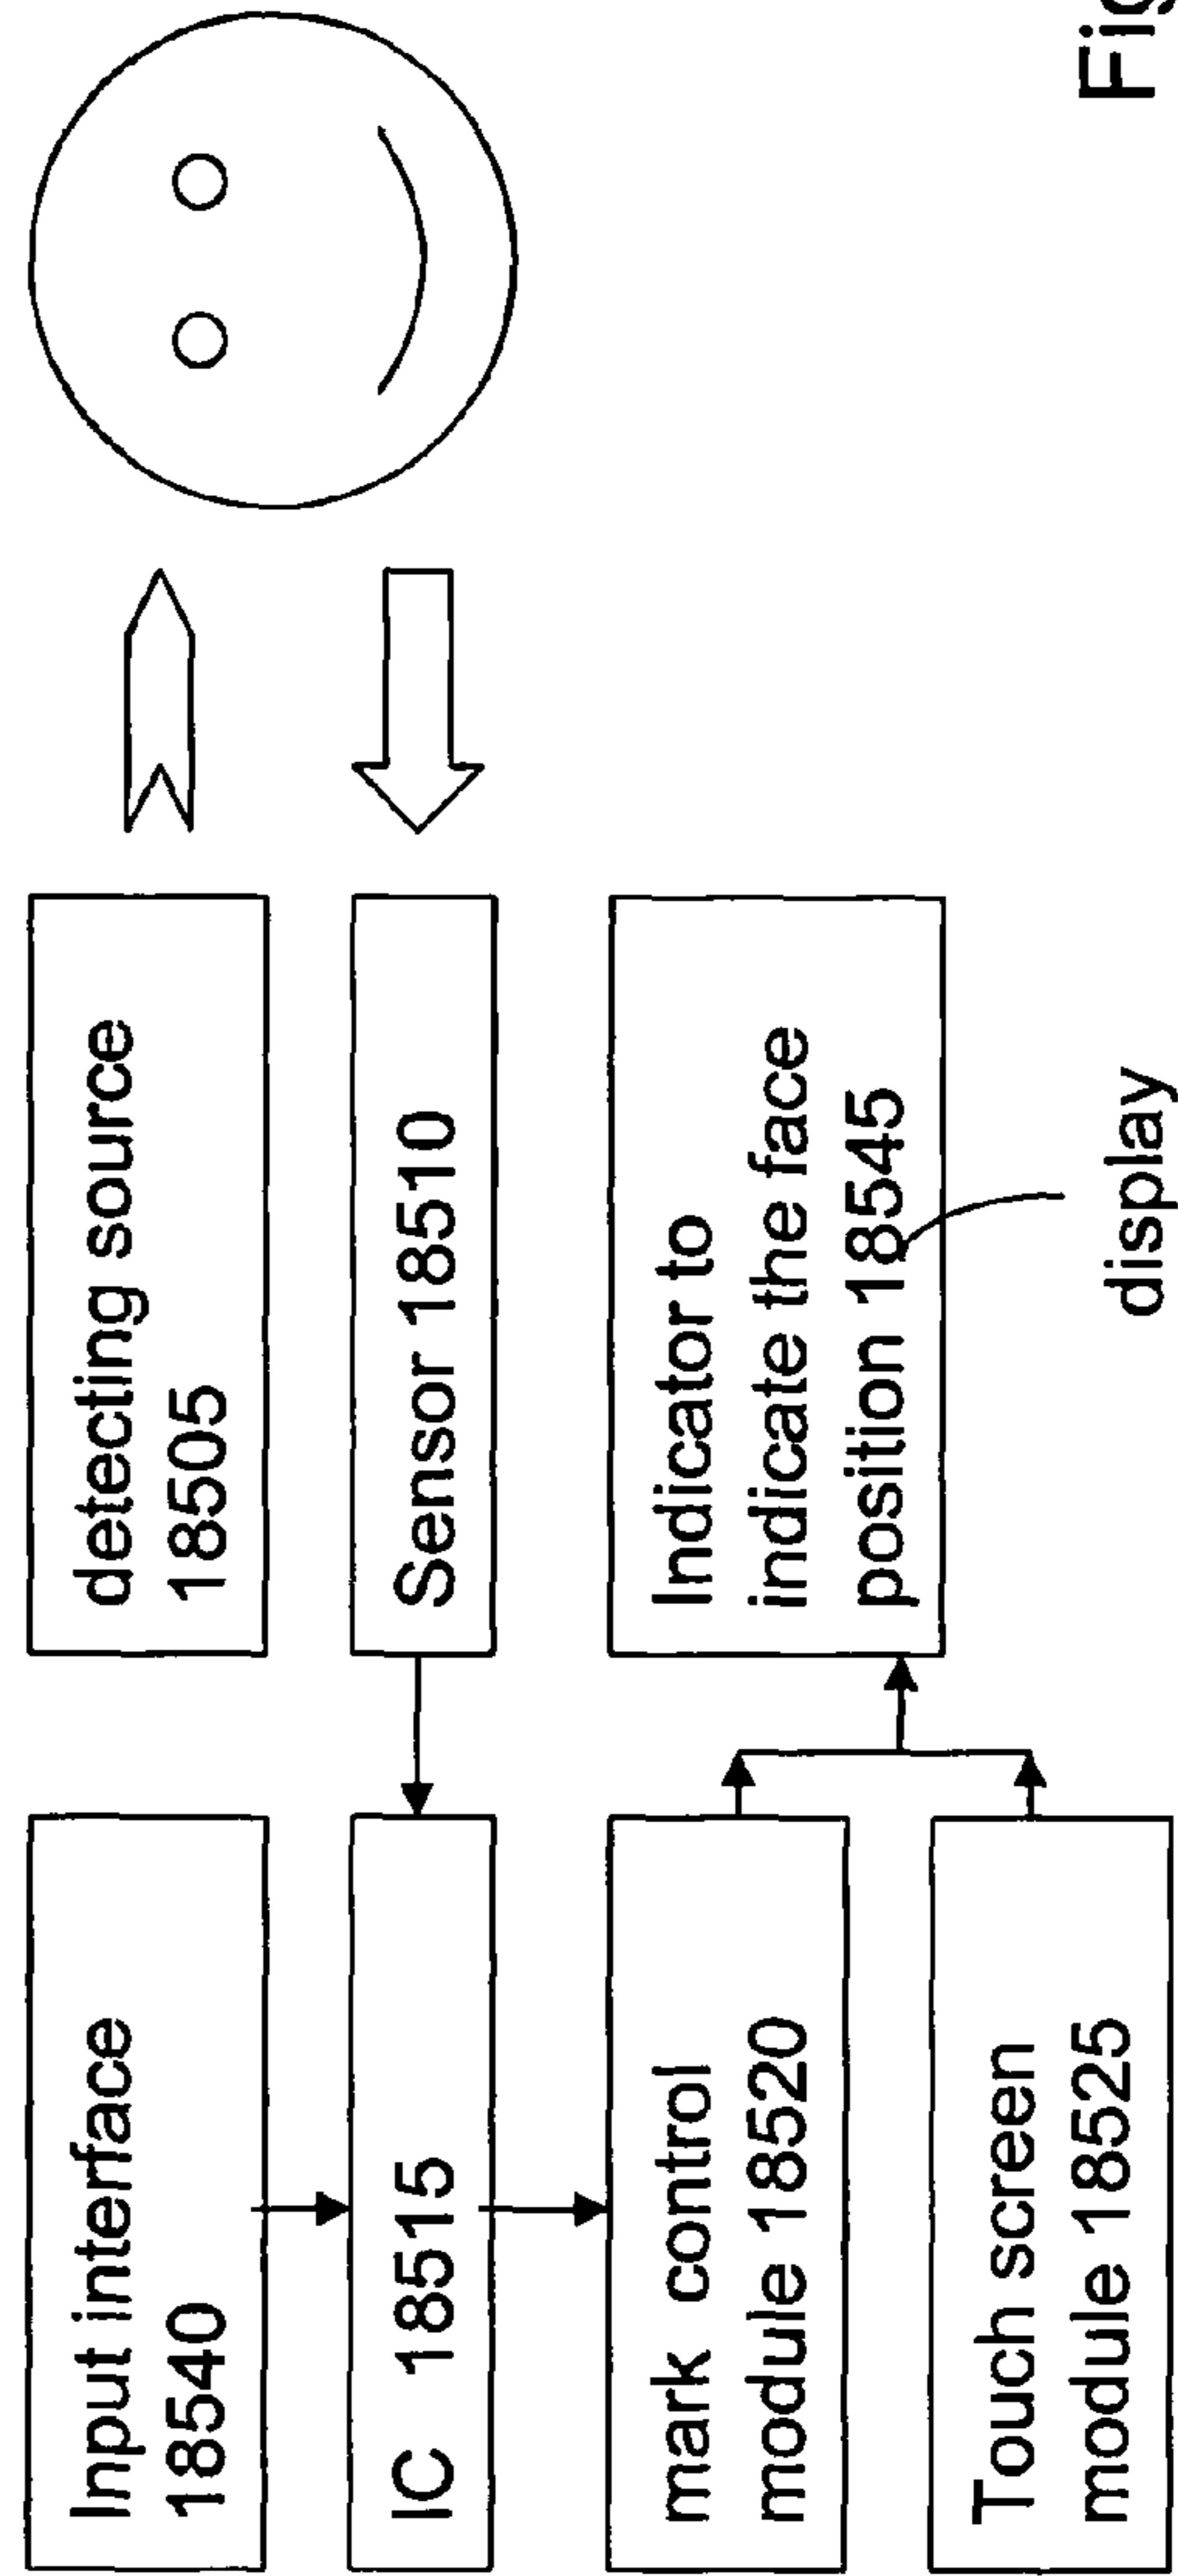 Input interface
18540
detecting source
18505
IC 18515
Sensor 18510
mark control
module 18520
Indicator to
indicate the face
position 18545
Touch screen
module 18525
display
Fig